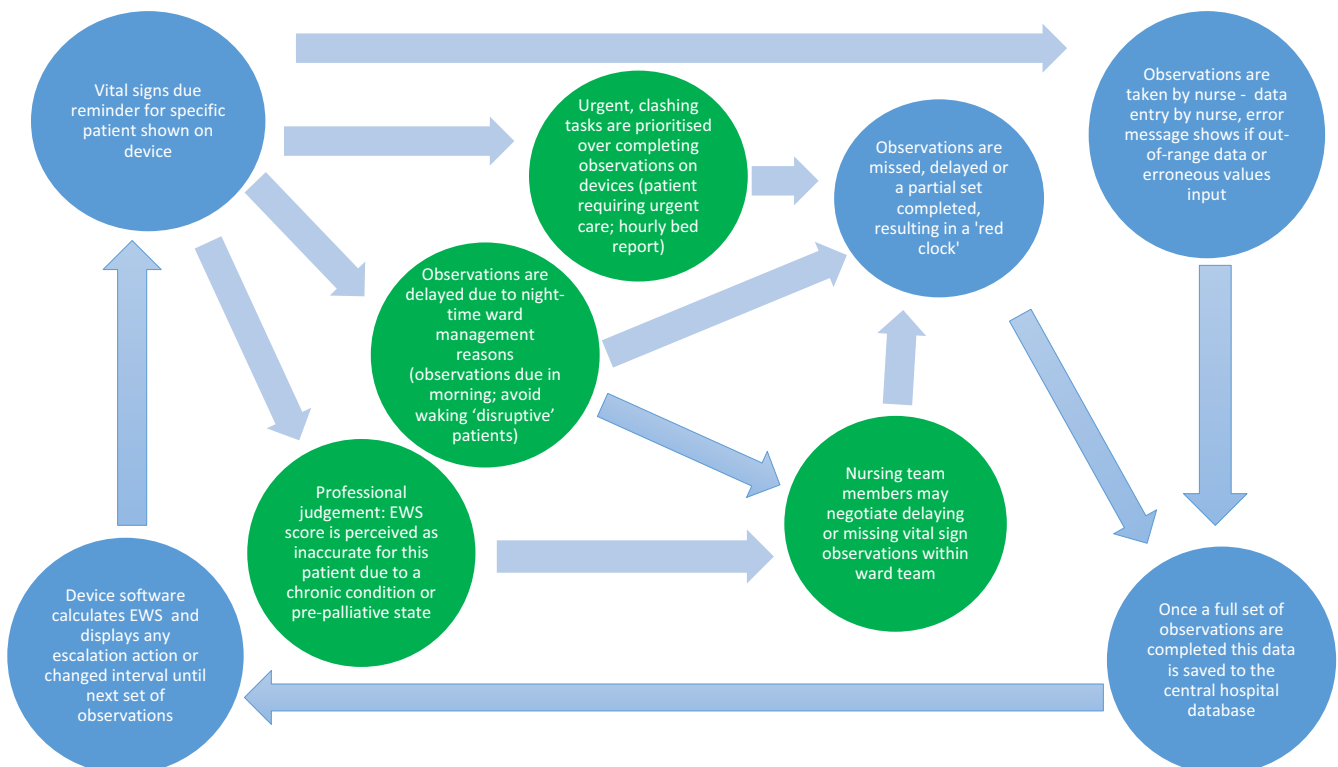 Vital signs due
reminder for specific
patient shown on
device
Urgent, clashing
tasks are prioritised
over completing
observations on
devices (patient
requiring urgent
care; hourly bed
report)
Observations are
missed, delayed or
a partial set
completed,
resulting in a 'red
clock'
Observations are
taken by nurse - data
entry by nurse, error
message shows if out-
of-range data or
erroneous values
input
Observations are
delayed due to night-
time ward
management
reasons
(observations due in
morning; avoid
waking ‘disruptive’
patients)
Professional
judgement: EWS
score is perceived as
inaccurate for this
patient due to a
chronic condition or
pre-palliative state
Nursing team
members may
negotiate delaying
or missing vital sign
observations within
ward team
Device software
calculates EWS and
displays any
escalation action or
changed interval until
next set of
observations
Once a full set of
observations are
completed this data
is saved to the
central hospital
database